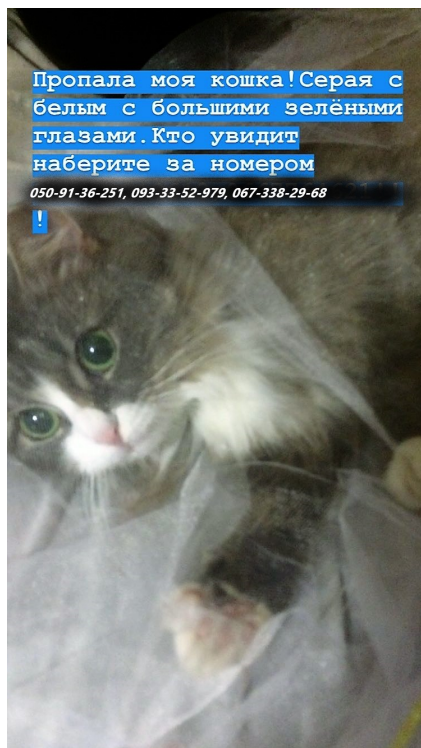 Пропала моя кошка!Серая с
белым с большими зелёными
глазами.Кто увидит
наберите за номером
050-91-36-251, 093-33-52-979, 067-338-29-68
!